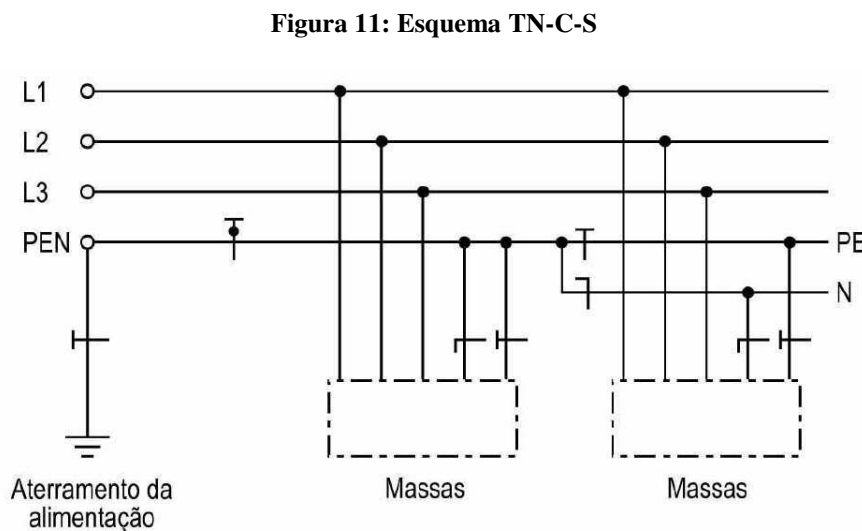 Figura 11: Esquema TN-C-S
L1
L2
L3
PEN
PE
N
Aterramento da
alimentação
Massas
Massas